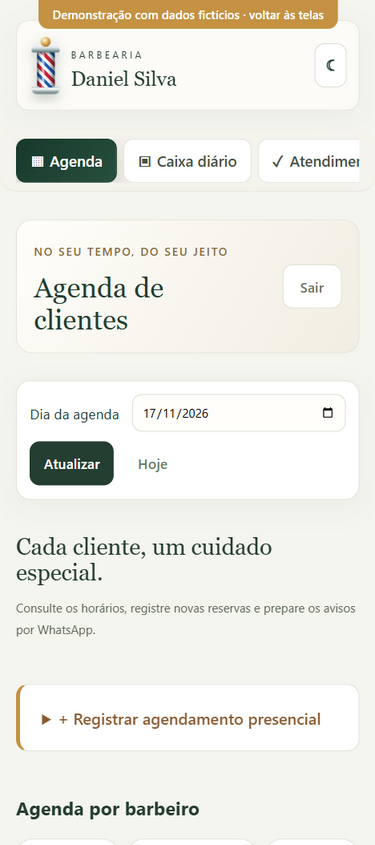 Demonstração com dados fictícios · voltar às telas
BARBEARIA
Daniel Silva
Agenda
Caixa diário
✓ Atendimen
NO SEU TEMPO, DO SEU JEITO
Agenda de
clientes
Sair
Dia da agenda
17/11/2026
Atualizar
Hoje
Cada cliente, um cuidado
especial.
Consulte os horários, registre novas reservas e prepare os avisos
por WhatsApp.
▶ + Registrar agendamento presencial
Agenda por barbeiro